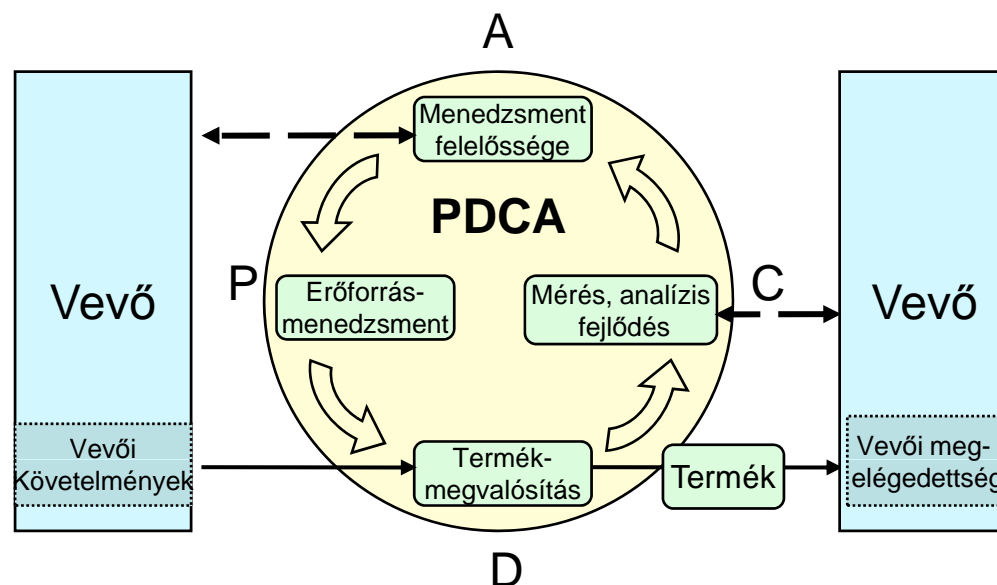 A
Menedzsment
felelőssége
PDCA
Vevő
P
Erőforrás-
menedzsment
Mérés, analízis
fejlődés
C
Vevő
Vevői
Követelmények
Termék-
megvalósítás
Termék
Vevői meg-
elégedettség
D